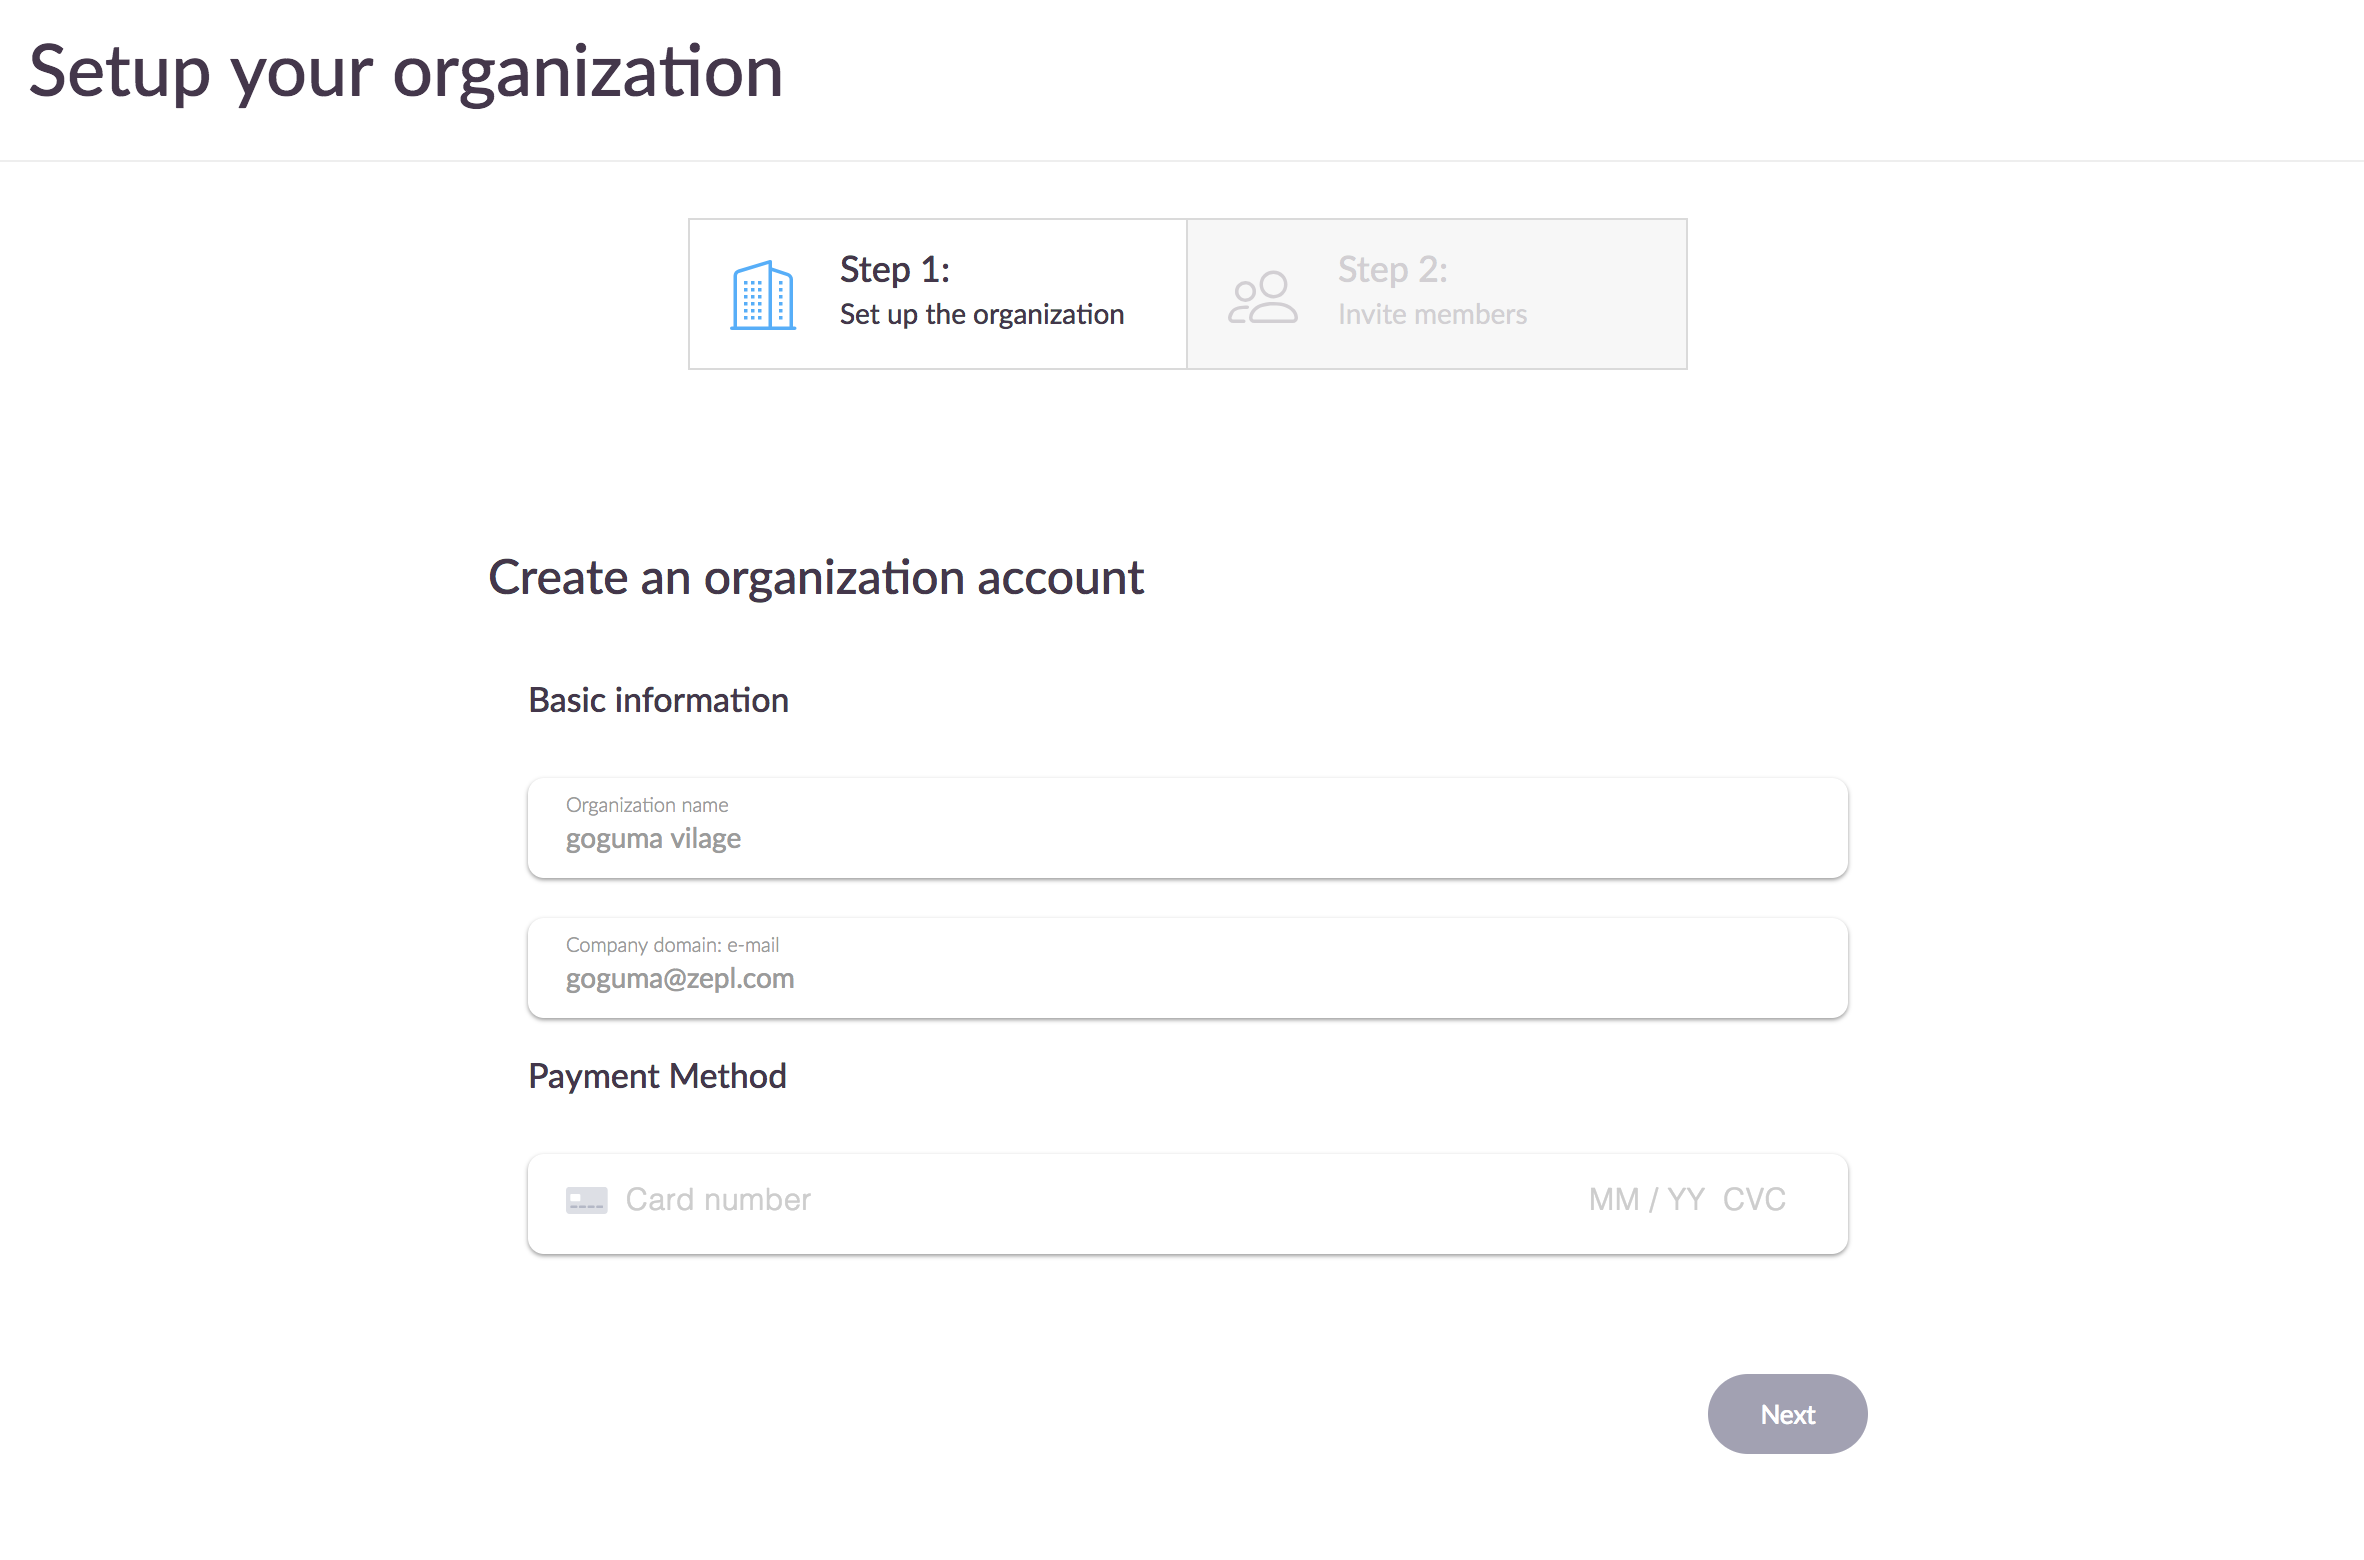 Setup your organization
Step 1:
Set up the organization
Step 2:
Invite members
Create an organization account
Basic information
Organization name
goguma vilage
Company domain: e-mail
goguma@zepl.com
Payment Method
Card number MM / YY CVC
Next